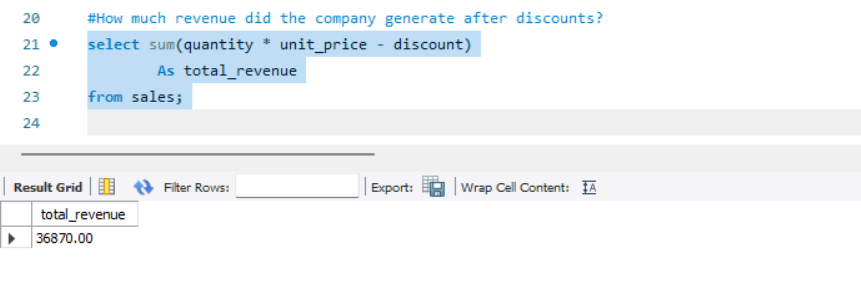 20 #How much revenue did the company generate after discounts?
21 select sum(quantity * unit_price - discount)
22 As total_revenue
23 from sales;
24
Result Grid Filter Rows: Export: Wrap Cell Content: IA
total_revenue
36870.00